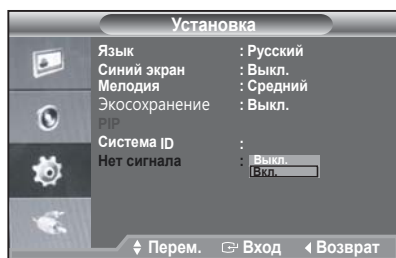 Установка
Язык : Русский
Синий экран : Выкл.
Мелодия : Средний
Экосохранение : Выкл.
PIP
Система ID :
Нет сигнала : Выкл.
Вкл.
Перем. Вход Возврат